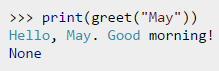 >>> print(greet("May"))
Hello, May. Good morning!
None